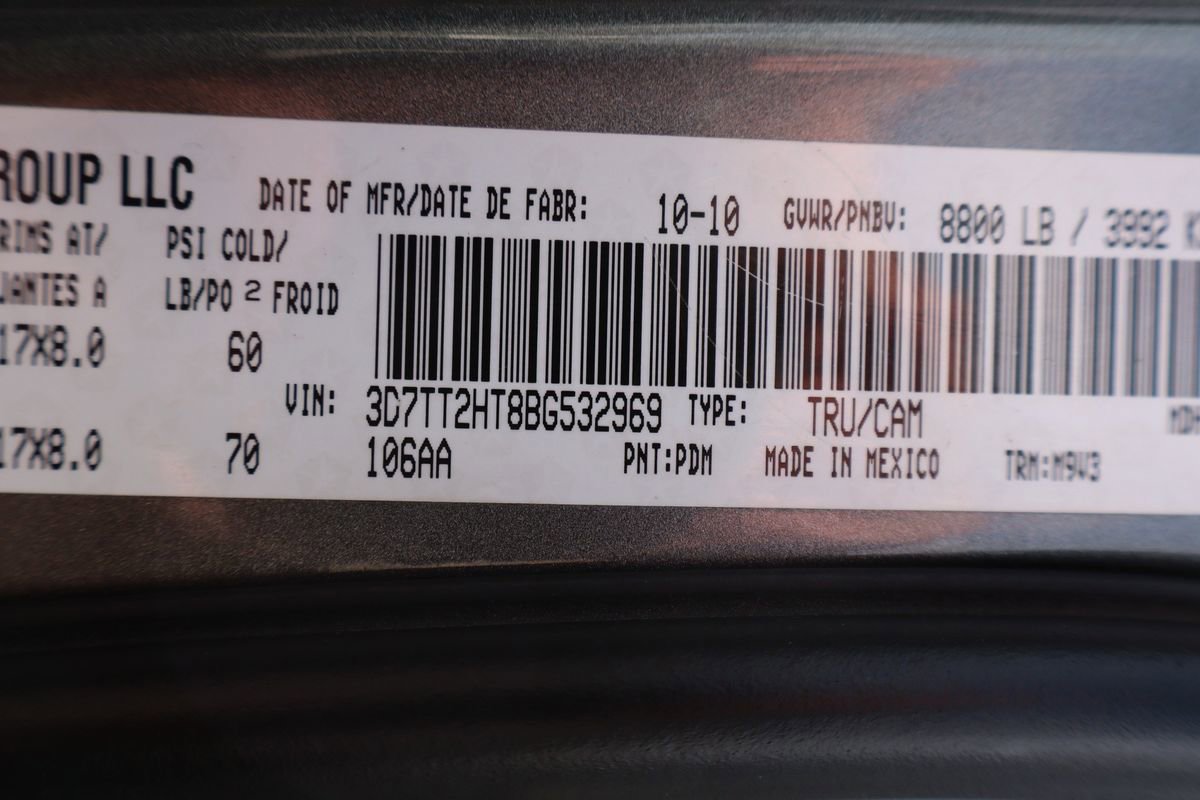 ROUP LLC
DATE OF MFR/DATE DE FABR: 10-10 GVWR/PNBV: 8800 LB / 3992 K
RIMS AT/ PSI COLD/
JANTES A LB/PO 2 FROID
17X8.0 60
VIN: 3D7TT2HT8BG532969 TYPE: TRU/CAM
17X8.0 70 106AA PNT:PDM MADE IN MEXICO TRM:M9V3